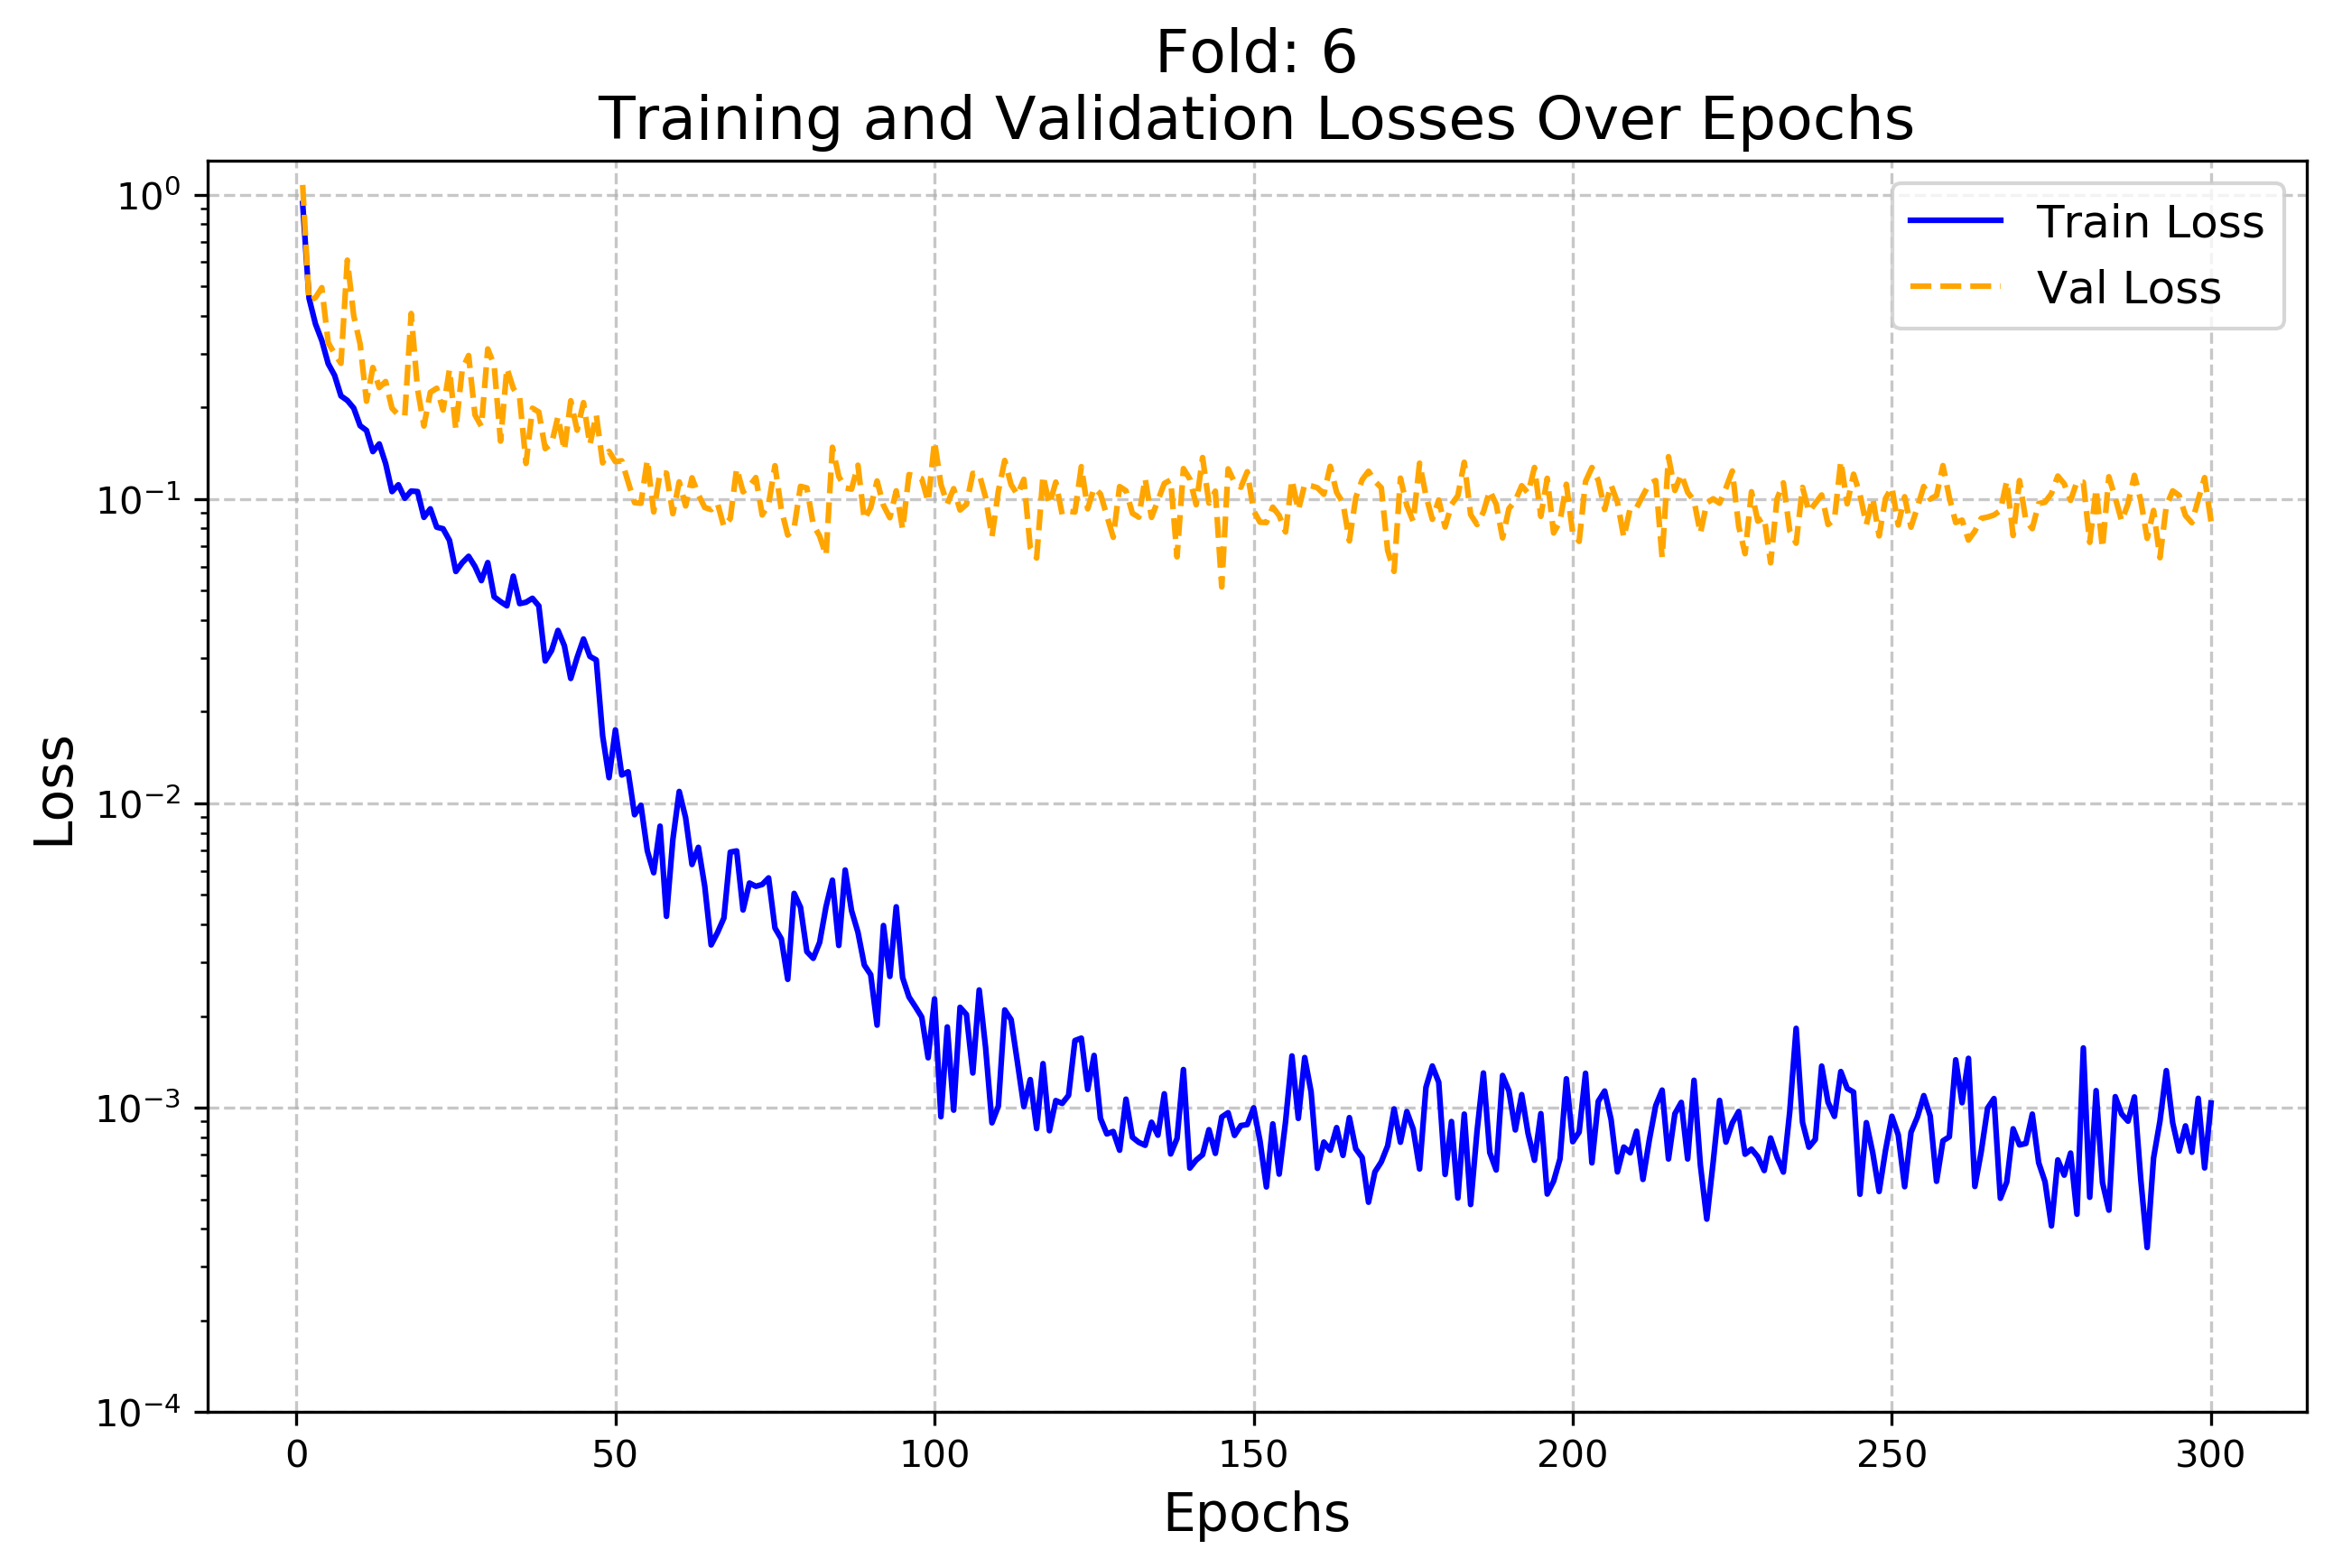 Fold: 6
Training and Validation Losses Over Epochs
Train Loss
Val Loss
Loss
10⁰
10⁻¹
10⁻²
10⁻³
10⁻⁴
0 50 100 150 200 250 300
Epochs